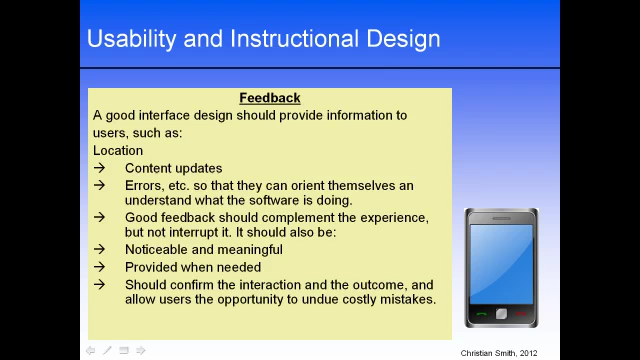 Usability and Instructional Design
Feedback
A good interface design should provide information to
users, such as:
Location
→ Content updates
→ Errors, etc. so that they can orient themselves an
understand what the software is doing.
→ Good feedback should complement the experience,
but not interrupt it. It should also be:
→ Noticeable and meaningful
→ Provided when needed
→ Should confirm the interaction and the outcome, and
allow users the opportunity to undue costly mistakes.
Christian Smith, 2012